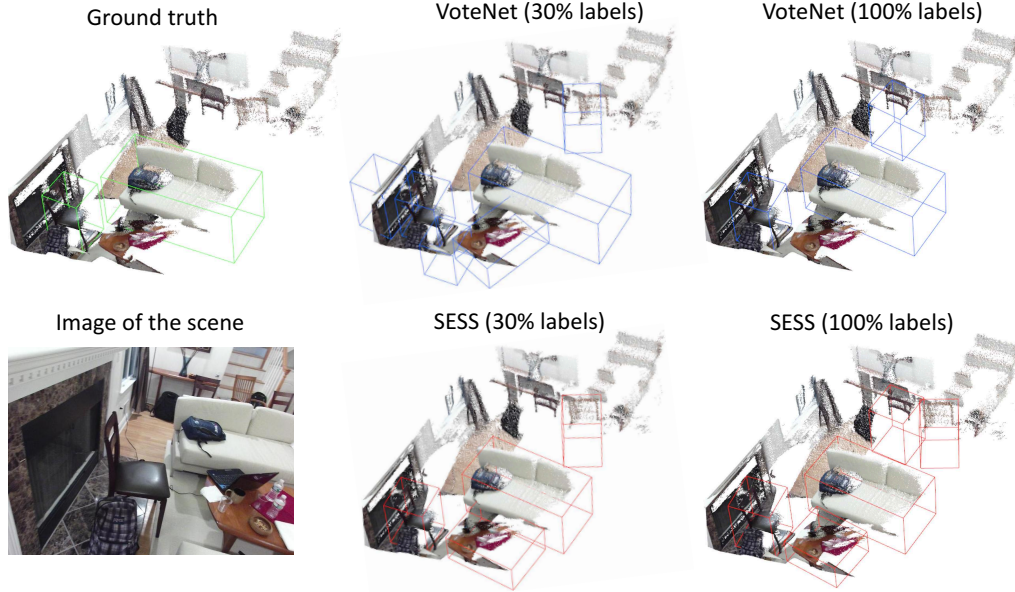 Ground truth
VoteNet (30% labels)
VoteNet (100% labels)
Image of the scene
SESS (30% labels)
SESS (100% labels)